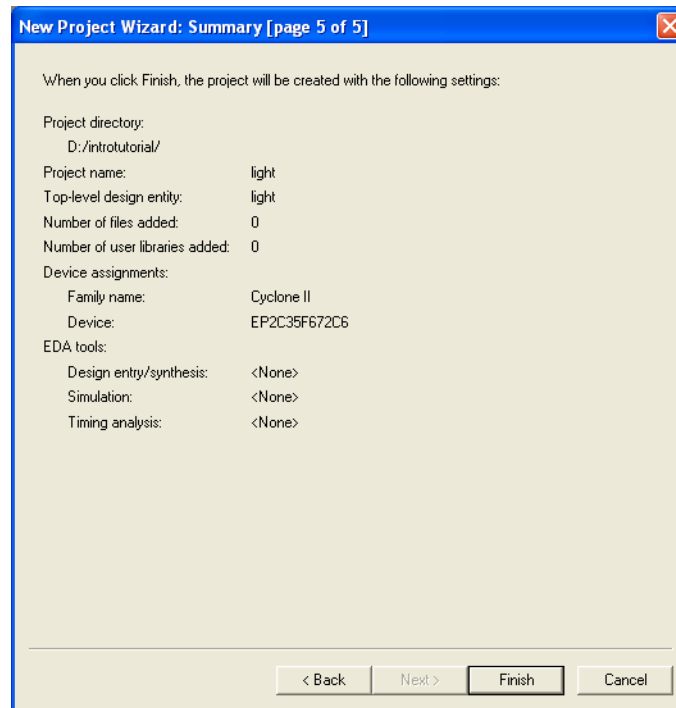 New Project Wizard: Summary [page 5 of 5]
When you click Finish, the project will be created with the following settings:
Project directory:
D:/introtutorial/
Project name: light
Top-level design entity: light
Number of files added: 0
Number of user libraries added: 0
Device assignments:
Family name: Cyclone II
Device: EP2C35F672C6
EDA tools:
Design entry/synthesis: <None>
Simulation: <None>
Timing analysis: <None>
< Back Next > Finish Cancel